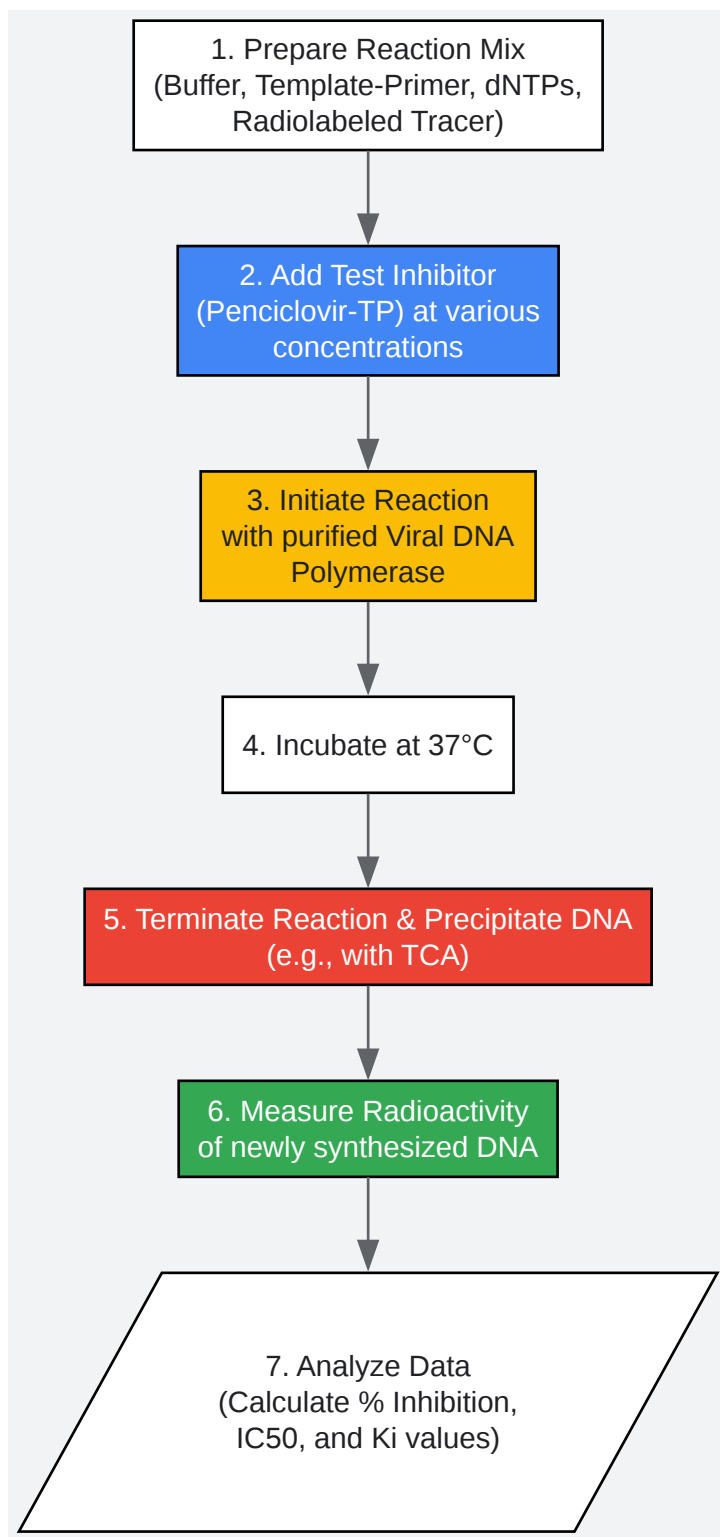 1. Prepare Reaction Mix
(Buffer, Template-Primer, dNTPs,
Radiolabeled Tracer)
2. Add Test Inhibitor
(Penciclovir-TP) at various
concentrations
3. Initiate Reaction
with purified Viral DNA
Polymerase
4. Incubate at 37°C
5. Terminate Reaction & Precipitate DNA
(e.g., with TCA)
6. Measure Radioactivity
of newly synthesized DNA
7. Analyze Data
(Calculate % Inhibition,
IC50, and Ki values)